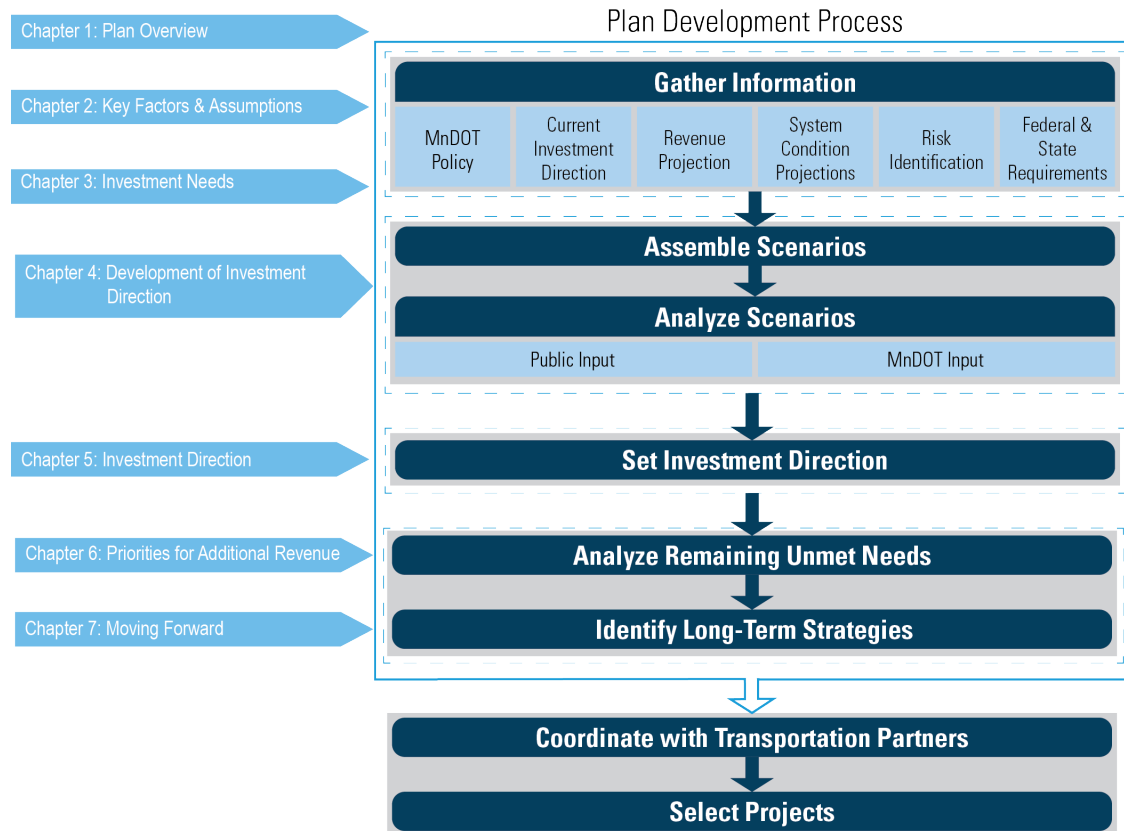 Plan Development Process
Chapter 1: Plan Overview
Chapter 2: Key Factors & Assumptions
Chapter 3: Investment Needs
Chapter 4: Development of Investment
Direction
Chapter 5: Investment Direction
Chapter 6: Priorities for Additional Revenue
Chapter 7: Moving Forward
Gather Information
MnDOT
Policy
Current
Investment
Direction
Revenue
Projection
System
Condition
Projections
Risk
Identification
Federal &
State
Requirements
Assemble Scenarios
Analyze Scenarios
Public Input
MnDOT Input
Set Investment Direction
Analyze Remaining Unmet Needs
Identify Long-Term Strategies
Coordinate with Transportation Partners
Select Projects